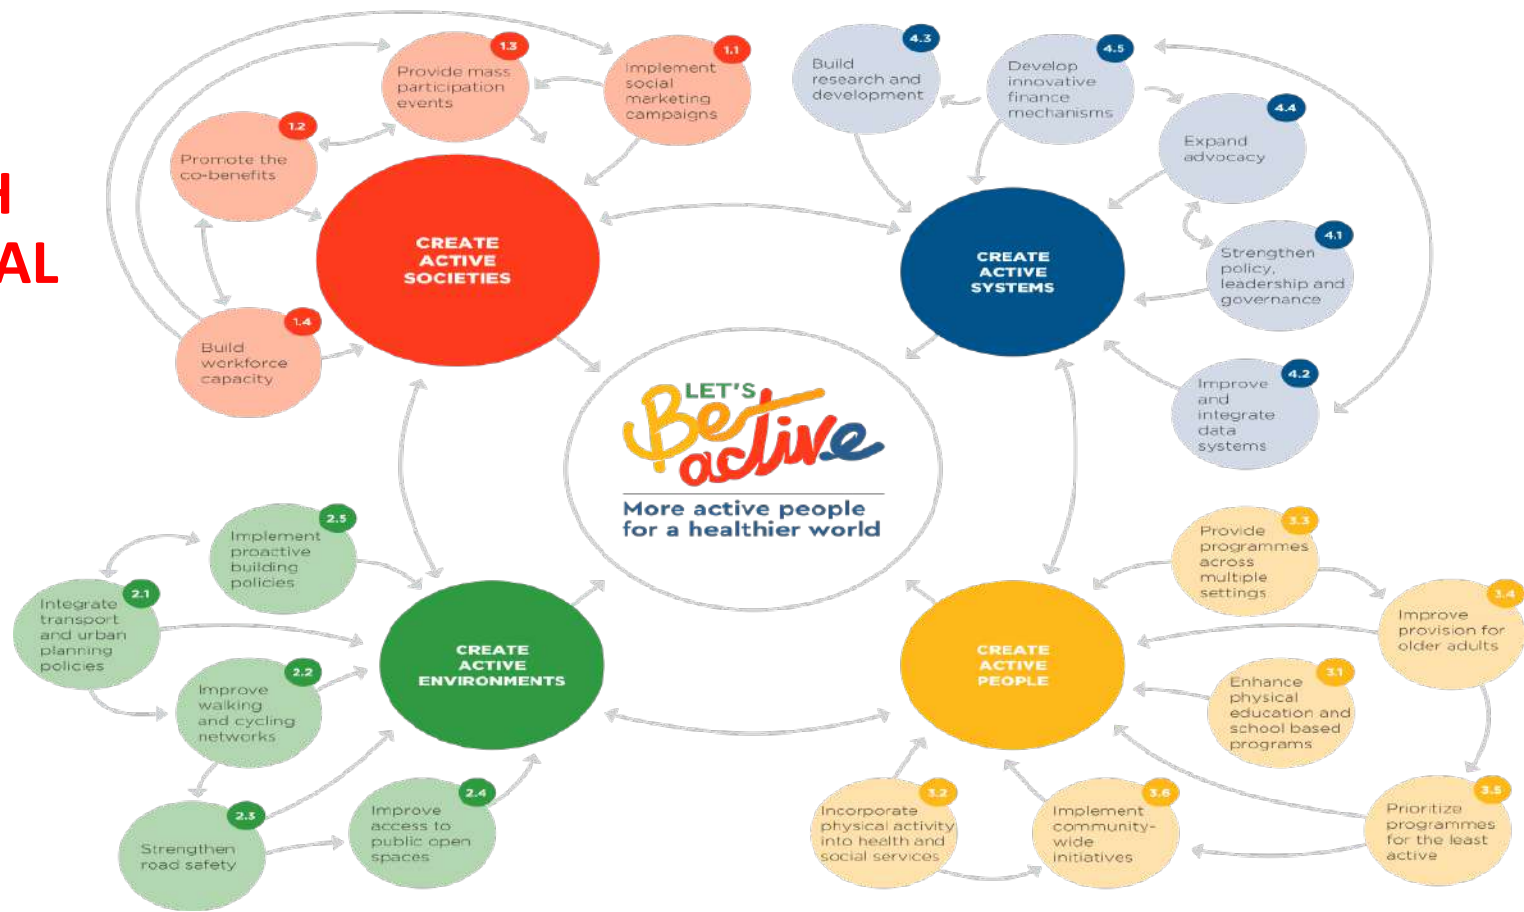 H
AL
1.3
Provide mass
participation
events
1.1
Implement
social
marketing
campaigns
1.2
Promote the
co-benefits
1.4
Build
workforce
capacity
CREATE
ACTIVE
SOCIETIES
4.3
Build
research and
development
4.5
Develop
innovative
finance
mechanisms
4.4
Expand
advocacy
4.1
Strengthen
policy,
leadership and
governance
4.2
Improve
and
integrate
data
systems
CREATE
ACTIVE
SYSTEMS
LET'S
Be
active
More active people
for a healthier world
2.5
Implement
proactive
building
policies
2.1
Integrate
transport
and urban
planning
policies
2.2
Improve
walking
and cycling
networks
2.3
Strengthen
road safety
2.4
Improve
access to
public open
spaces
CREATE
ACTIVE
ENVIRONMENTS
3.3
Provide
programmes
across
multiple
settings
3.4
Improve
provision for
older adults
3.1
Enhance
physical
education and
school based
programs
3.5
Prioritize
programmes
for the least
active
3.2
Incorporate
physical activity
into health and
social services
3.6
Implement
community-
wide
initiatives
CREATE
ACTIVE
PEOPLE